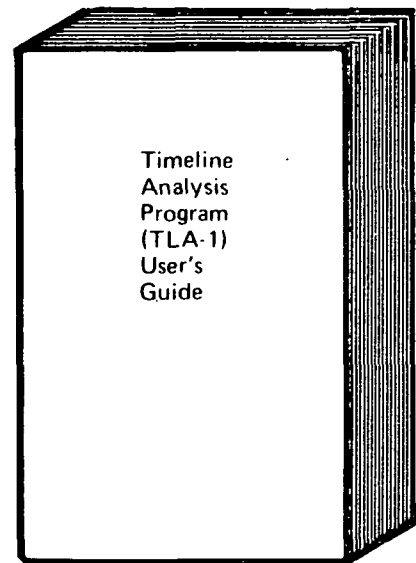 Timeline
Analysis
Program
(TLA-1)
User's
Guide